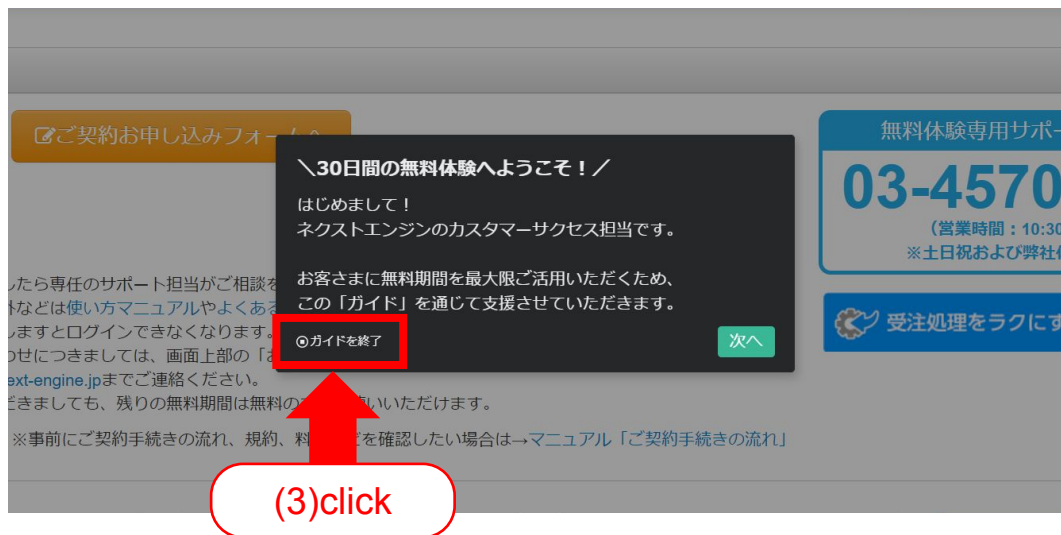 ご契約お申し込みフォームへ
無料体験専用サポ
03-4570
（営業時間：10:30
※土日祝および弊社
＼30日間の無料体験へようこそ！／
はじめまして！
ネクストエンジンのカスタマーサクセス担当です。
お客さまに無料期間を最大限ご活用いただくため、
この「ガイド」を通じて支援させていただきます。
ガイドを終了
次へ
受注処理をラクにす
したら専任のサポート担当がご相談を
外などは使い方マニュアルやよくある
しますとログインできなくなります。
わせにつきましては、画面上部の「お
ext-engine.jpまでご連絡ください。
だきましても、残りの無料期間は無料の いいただけます。
※事前にご契約手続きの流れ、規約、料 どを確認したい場合は→マニュアル「ご契約手続きの流れ」
(3)click